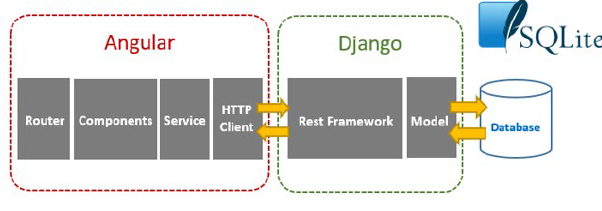 Angular
Django
SQLite
Router
Components
Service
HTTP
Client
Rest Framework
Model
Database